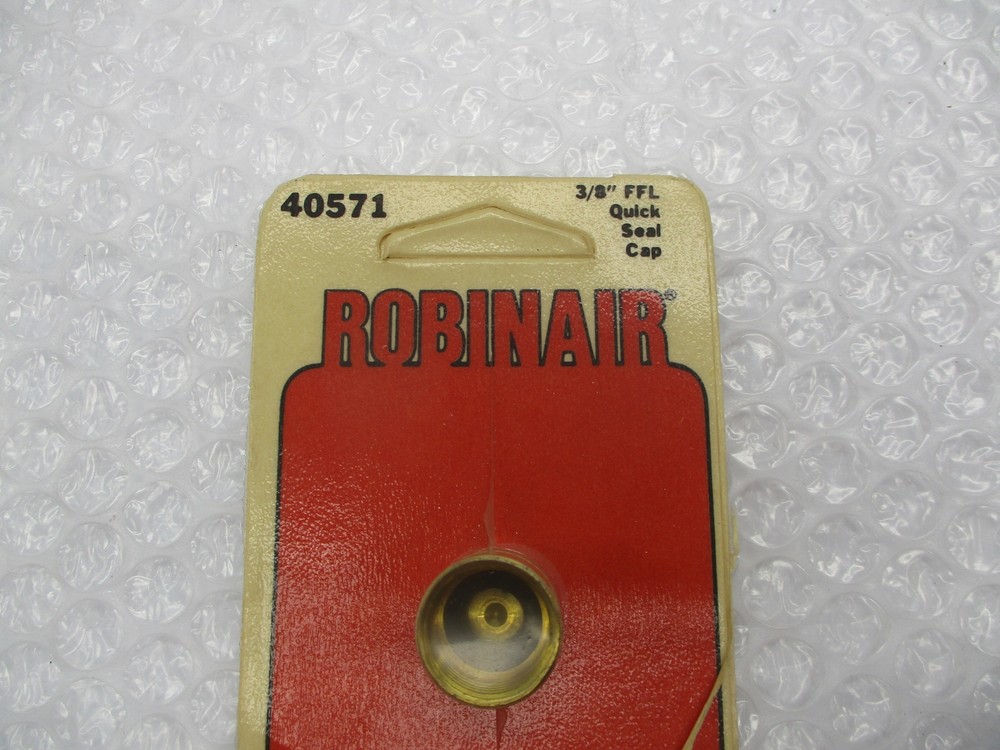 40571
3/8" FFL
Quick
Seal
Cap
ROBINAIR®